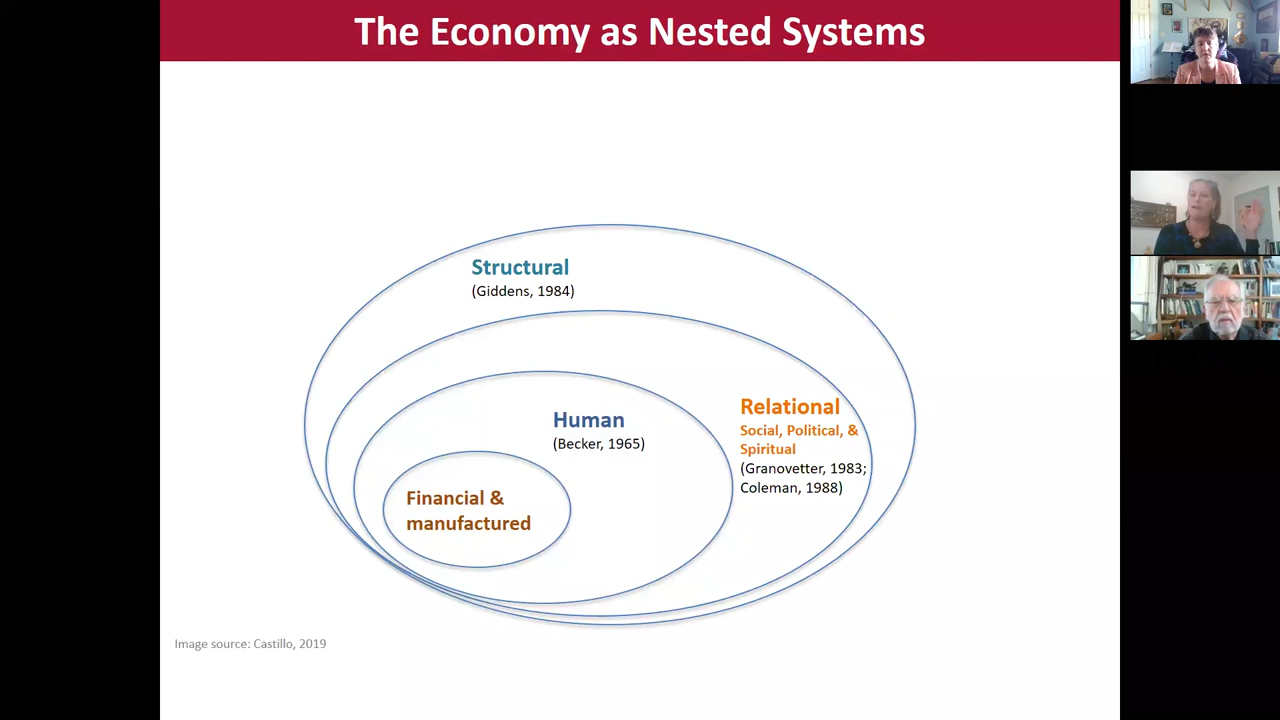 The Economy as Nested Systems
Structural
(Giddens, 1984)
Human
(Becker, 1965)
Relational
Social, Political, &
Spiritual
(Granovetter, 1983;
Coleman, 1988)
Financial &
manufactured
Image source: Castillo, 2019